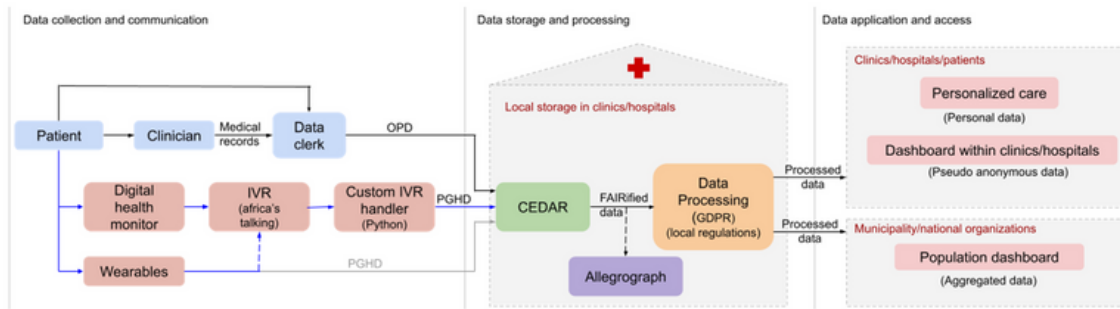 Data collection and communication
Data storage and processing
Data application and access
Patient
Clinician
Medical
records
Data
clerk
OPD
Digital
health
monitor
IVR
(africa's
talking)
Custom IVR
handler
(Python)
PGHD
Wearables
PGHD
Local storage in clinics/hospitals
CEDAR
FAIRified
data
Data
Processing
(GDPR)
(local regulations)
Allegrograph
Processed
data
Processed
data
Clinics/hospitals/patients
Personalized care
(Personal data)
Dashboard within clinics/hospitals
(Pseudo anonymous data)
Municipality/national organizations
Population dashboard
(Aggregated data)